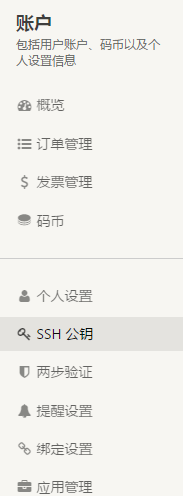 账户
包括用户账户、码币以及个
人设置信息
概览
订单管理
发票管理
码币
个人设置
SSH 公钥
两步验证
提醒设置
绑定设置
应用管理